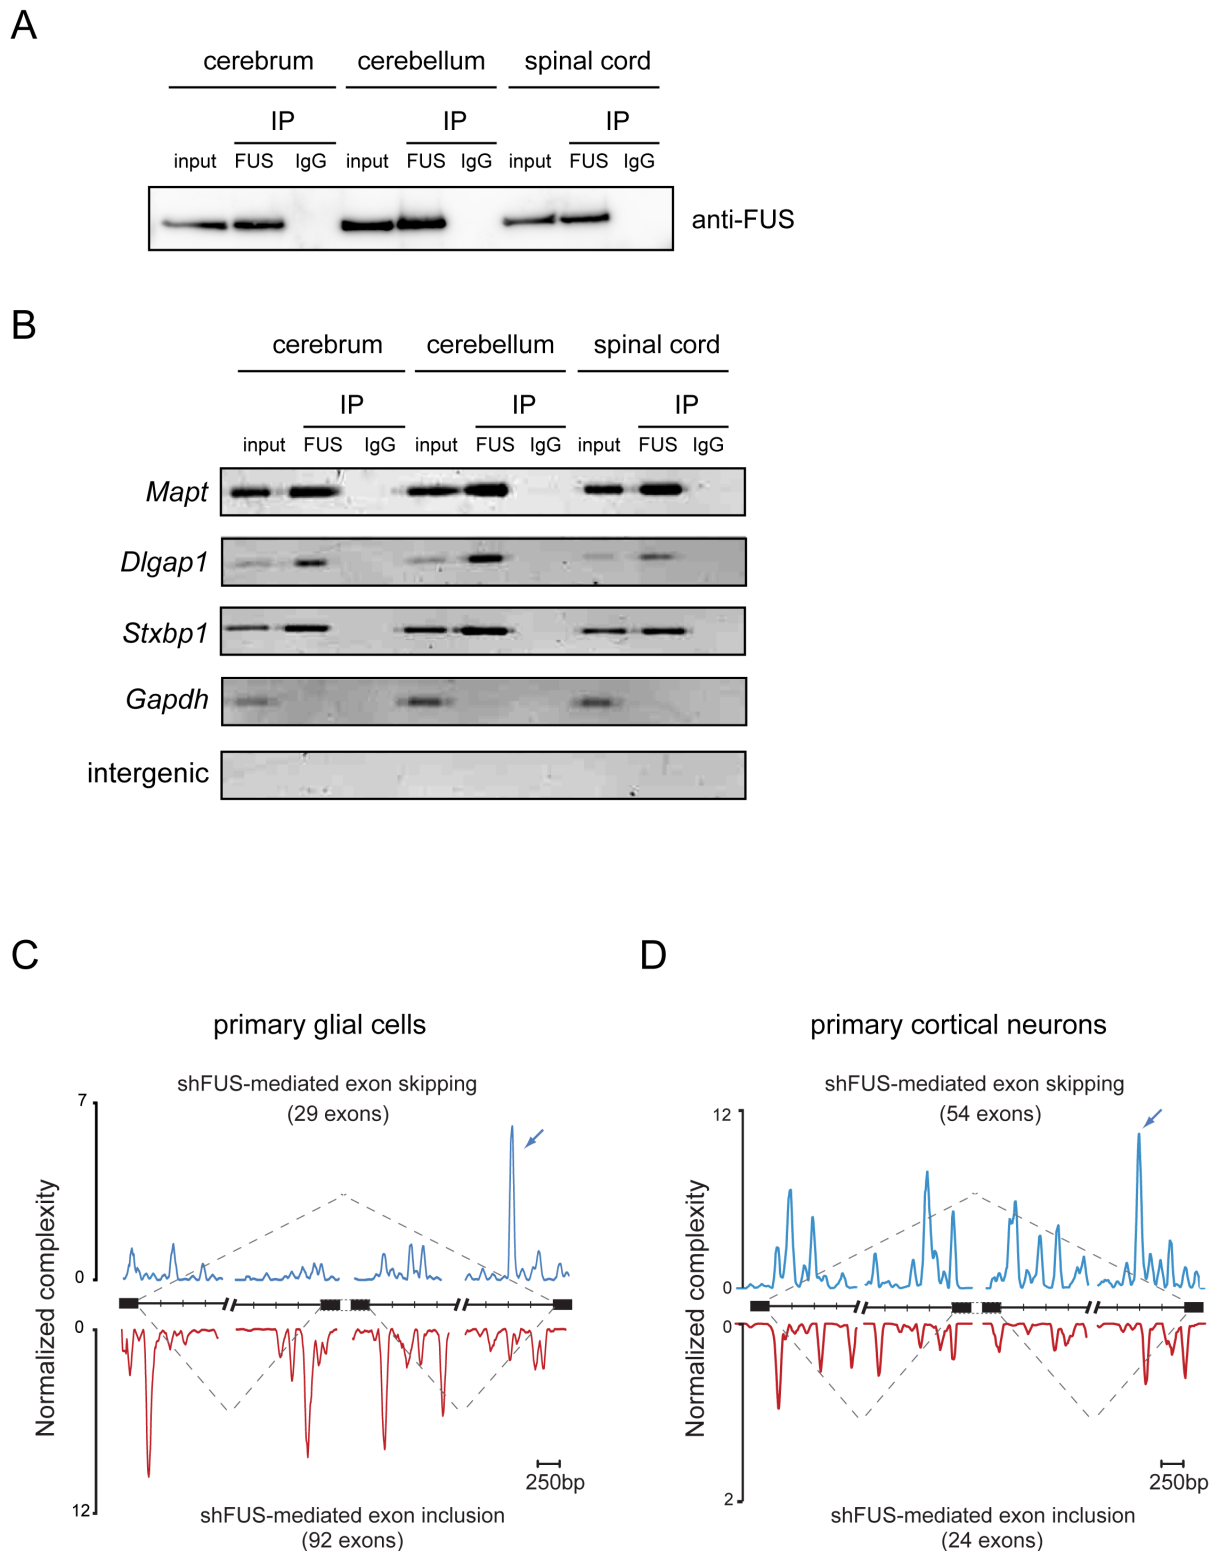 A
cerebrum cerebellum spinal cord
IP IP IP
input FUS IgG input FUS IgG input FUS IgG
anti-FUS
B
cerebrum cerebellum spinal cord
IP IP IP
input FUS IgG input FUS IgG input FUS IgG
Mapt
Dlgap1
Stxbp1
Gapdh
intergenic
C
primary glial cells
shFUS-mediated exon skipping
(29 exons)
7
0
Normalized complexity
0
12
250bp
shFUS-mediated exon inclusion
(92 exons)
D
primary cortical neurons
shFUS-mediated exon skipping
(54 exons)
12
0
Normalized complexity
0
2
250bp
shFUS-mediated exon inclusion
(24 exons)